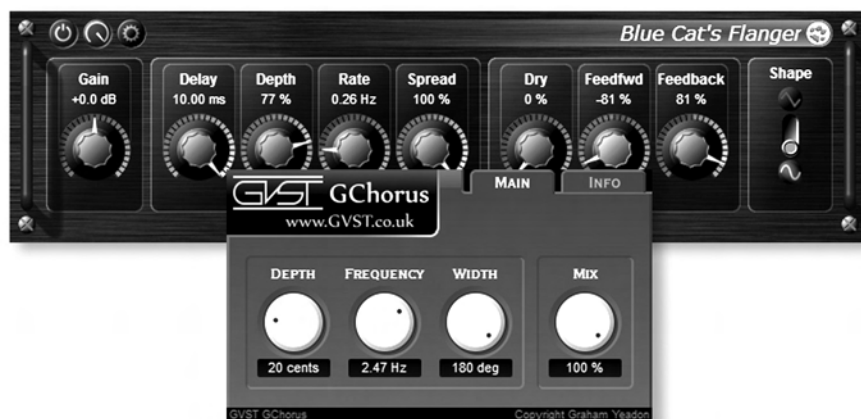 Blue Cat's Flanger
Gain
+0.0 dB
Delay
10.00 ms
Depth
77 %
Rate
0.26 Hz
Spread
100 %
Dry
0 %
Feedfwd
-81 %
Feedback
81 %
Shape
GVST GChorus
www.GVST.co.uk
MAIN
INFO
DEPTH
FREQUENCY
WIDTH
MIX
20 cents
2.47 Hz
180 deg
100 %
GVST GChorus
Copyright Graham Yeadon